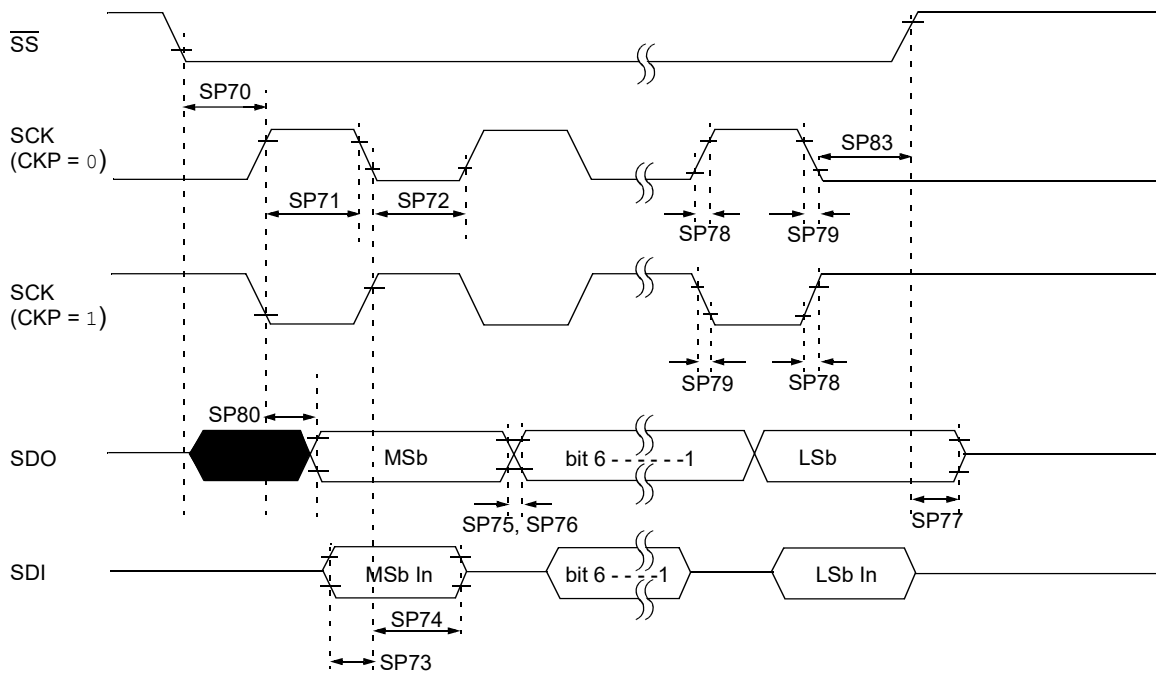 SS
SP70
SCK
(CKP = 0)
SP83
SP71
SP72
SP78
SP79
SCK
(CKP = 1)
SP79
SP78
SP80
SDO
MSb
bit 6 - - - - - -1
LSb
SP75, SP76
SP77
SDI
MSb In
bit 6 - - - - -1
LSb In
SP74
SP73